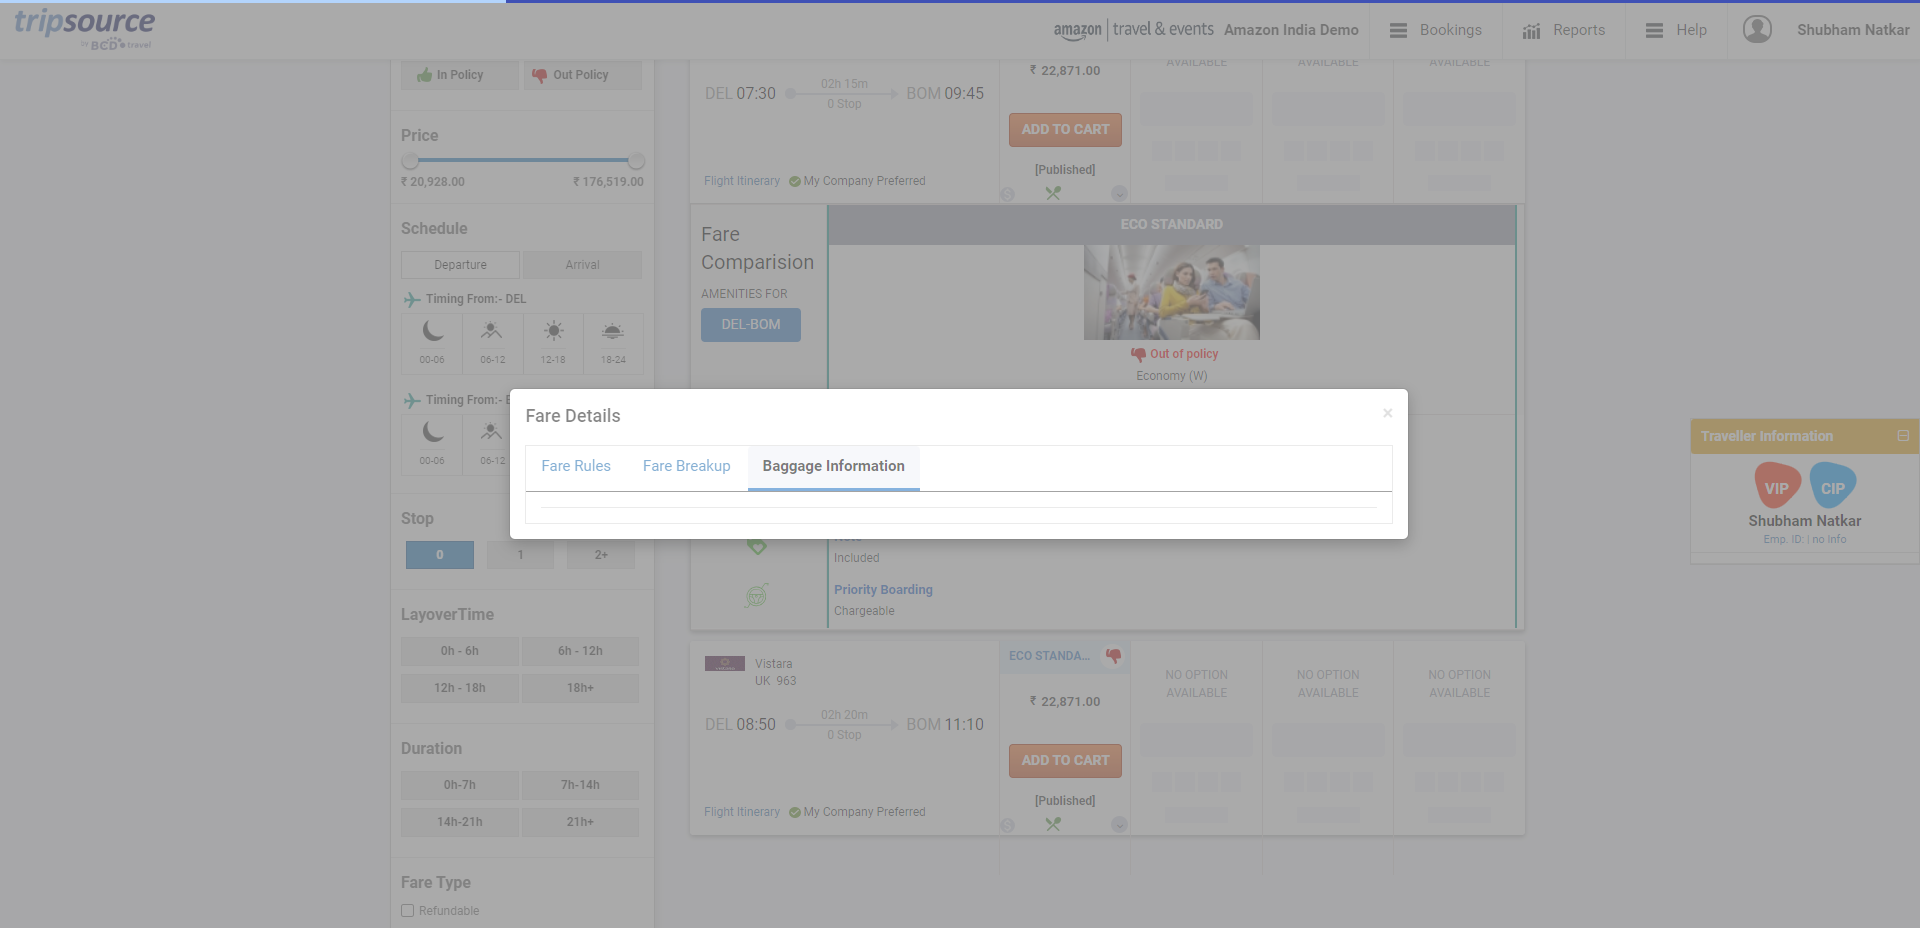 tripsource
by BCD travel
amazon travel & events
Amazon India Demo
Bookings
Reports
Help
Shubham Natkar
In Policy
Out Policy
Price
₹ 20,928.00
₹ 176,519.00
Schedule
Departure
Arrival
Timing From:- DEL
00-06
06-12
12-18
18-24
Timing From:-
00-06
06-12
Stop
0
1
2+
LayoverTime
0h - 6h
6h - 12h
12h - 18h
18h+
Duration
0h-7h
7h-14h
14h-21h
21h+
Fare Type
Refundable
₹ 22,871.00
AVAILABLE
AVAILABLE
AVAILABLE
DEL 07:30
02h 15m
0 Stop
BOM 09:45
ADD TO CART
[Published]
Flight Itinerary
My Company Preferred
Fare
Comparision
AMENITIES FOR
DEL-BOM
ECO STANDARD
Out of policy
Economy (W)
Fare Details
×
Fare Rules
Fare Breakup
Baggage Information
Included
Priority Boarding
Chargeable
Vistara
UK 963
DEL 08:50
02h 20m
0 Stop
BOM 11:10
Flight Itinerary
My Company Preferred
ECO STANDA...
₹ 22,871.00
ADD TO CART
[Published]
NO OPTION
AVAILABLE
NO OPTION
AVAILABLE
NO OPTION
AVAILABLE
Traveller Information
VIP
CIP
Shubham Natkar
Emp. ID: | no Info